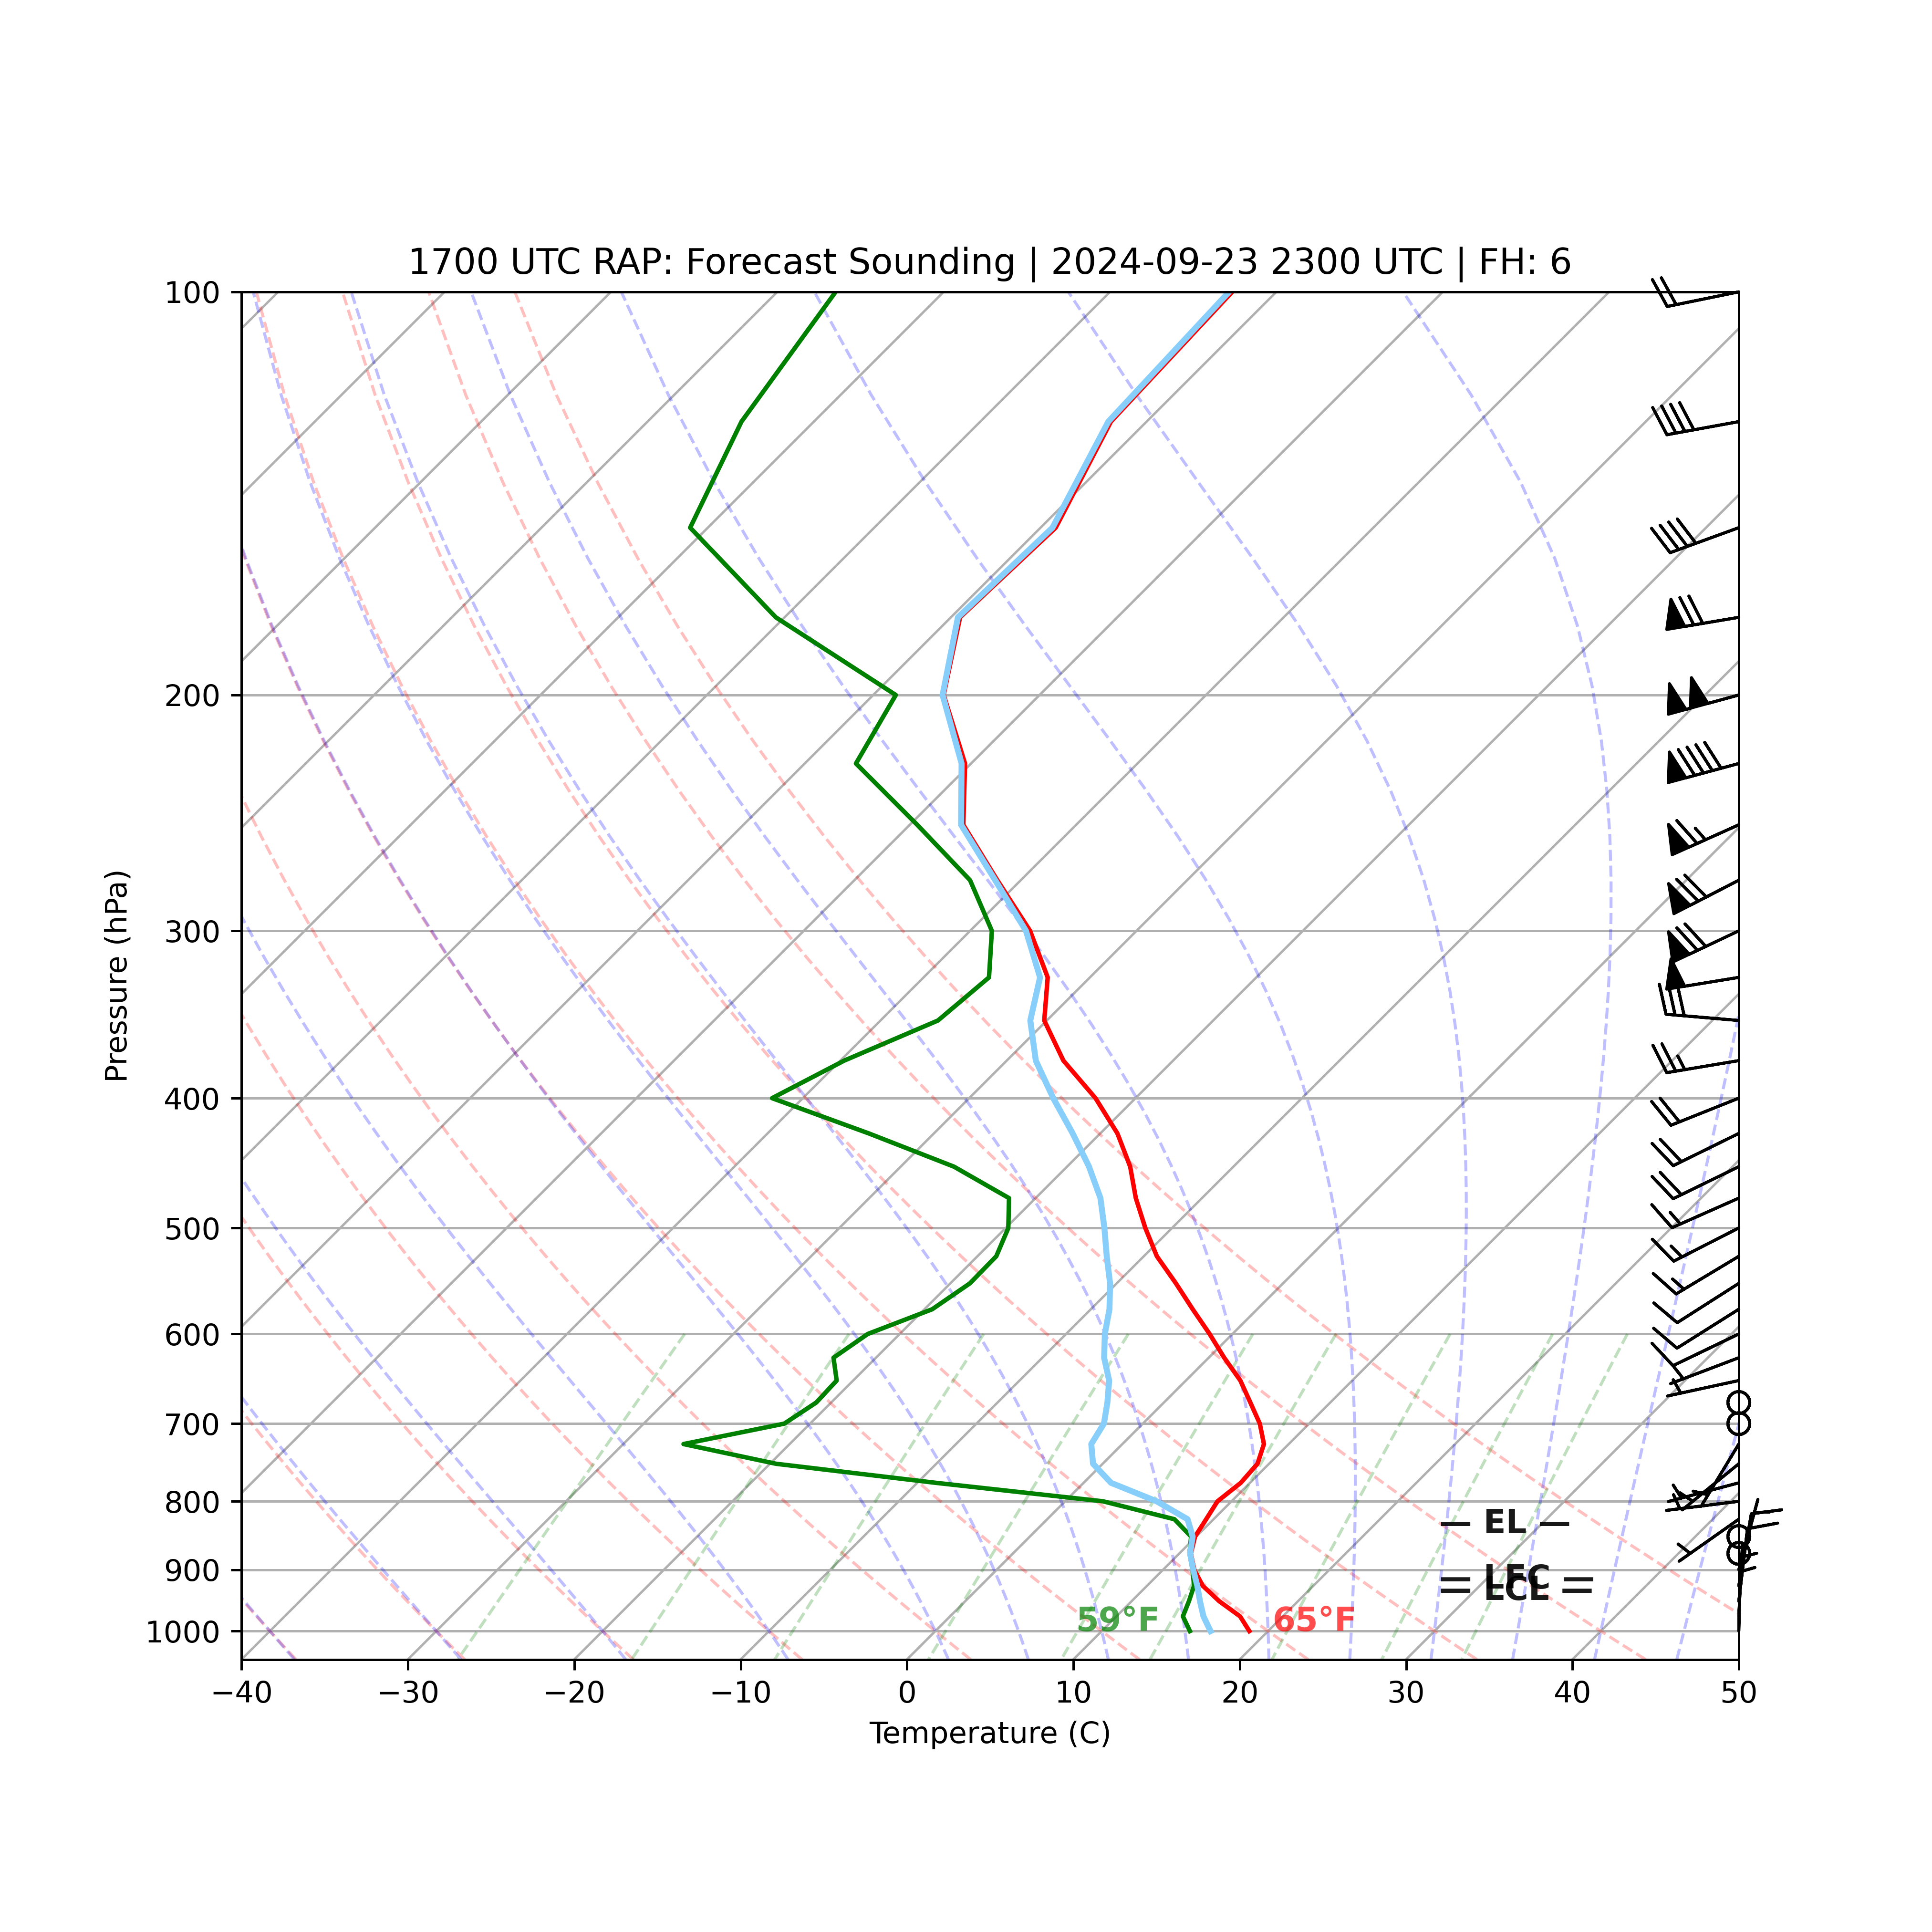 1700 UTC RAP: Forecast Sounding | 2024-09-23 2300 UTC | FH: 6
100
200
300
400
500
600
700
800
900
1000
Pressure (hPa)
— EL —
— LFC —
— LCL —
59°F
65°F
−40 −30 −20 −10 0 10 20 30 40 50
Temperature (C)